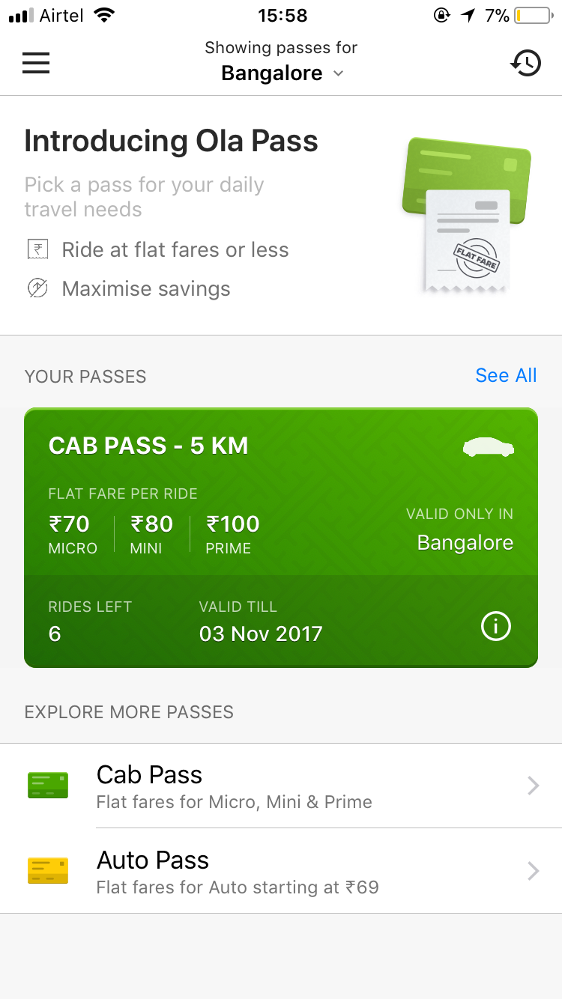 Airtel 15:58 7%
Showing passes for
Bangalore
Introducing Ola Pass
Pick a pass for your daily
travel needs
₹ Ride at flat fares or less
Maximise savings
FLAT FARE
YOUR PASSES See All
CAB PASS - 5 KM
FLAT FARE PER RIDE
₹70 ₹80 ₹100
MICRO MINI PRIME
VALID ONLY IN
Bangalore
RIDES LEFT VALID TILL
6 03 Nov 2017
EXPLORE MORE PASSES
Cab Pass
Flat fares for Micro, Mini & Prime
Auto Pass
Flat fares for Auto starting at ₹69